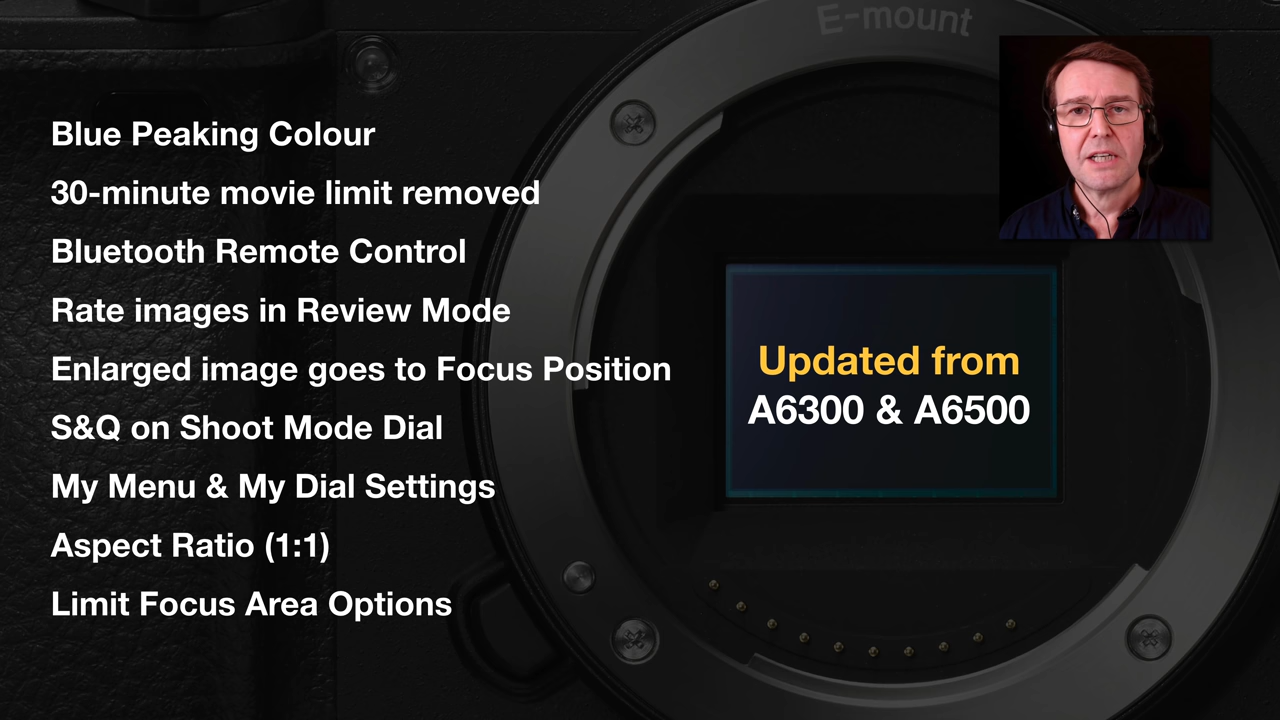 E-mount
Blue Peaking Colour
30-minute movie limit removed
Bluetooth Remote Control
Rate images in Review Mode
Enlarged image goes to Focus Position
S&Q on Shoot Mode Dial
My Menu & My Dial Settings
Aspect Ratio (1:1)
Limit Focus Area Options
Updated from
A6300 & A6500